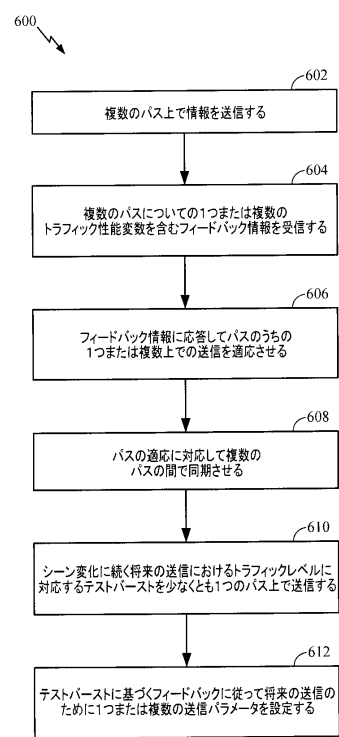 600
602
複数のパス上で情報を送信する
604
複数のパスについての1つまたは複数の
トラフィック性能変数を含むフィードバック情報を受信する
606
フィードバック情報に応答してパスのうちの
1つまたは複数上での送信を適応させる
608
パスの適応に対応して複数の
パスの間で同期させる
610
シーン変化に続く将来の送信におけるトラフィックレベルに
対応するテストバーストを少なくとも1つのパス上で送信する
612
テストバーストに基づくフィードバックに従って将来の送信の
ために1つまたは複数の送信パラメータを設定する